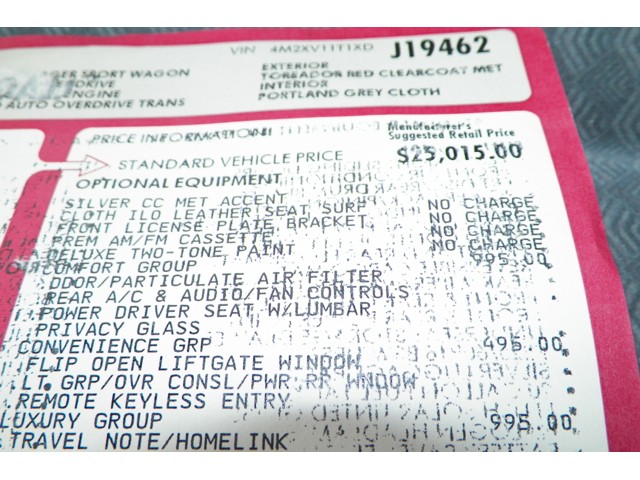 VIN 4M2XV11T1XD J19462
SPORT WAGON
ENGINE
AUTO OVERDRIVE TRANS
EXTERIOR
TOREADOR RED CLEARCOAT MET
INTERIOR
PORTLAND GREY CLOTH
PRICE INFORMATION
Manufacturer's
Suggested Retail Price
STANDARD VEHICLE PRICE $25,015.00
OPTIONAL EQUIPMENT
SILVER CC MET ACCENT NO CHARGE
CLOTH ILO LEATHER SEAT SURF NO CHARGE
FRONT LICENSE PLATE BRACKET NO CHARGE
PREM AM/FM CASSETTE NO CHARGE
DELUXE TWO-TONE PAINT
COMFORT GROUP 995.00
ODOR/PARTICULATE AIR FILTER
REAR A/C & AUDIO/FAN CONTROLS
POWER DRIVER SEAT W/LUMBAR
PRIVACY GLASS
CONVENIENCE GRP 495.00
FLIP OPEN LIFTGATE WINDOW
LT GRP/OVR CONSL/PWR RR WNDOW
REMOTE KEYLESS ENTRY
LUXURY GROUP 995.00
TRAVEL NOTE/HOMELINK